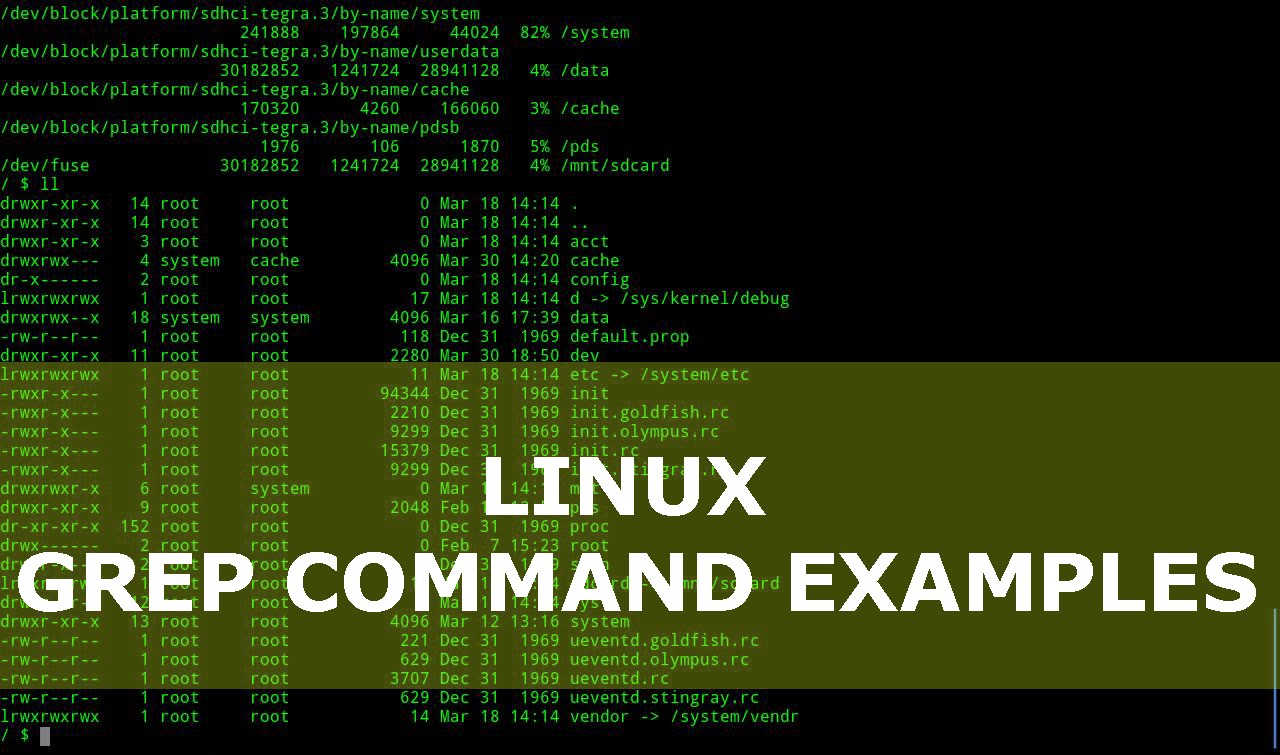 /dev/block/platform/sdhci-tegra.3/by-name/system
241888 197864 44024 82% /system
/dev/block/platform/sdhci-tegra.3/by-name/userdata
30182852 1241724 28941128 4% /data
/dev/block/platform/sdhci-tegra.3/by-name/cache
170320 4260 166060 3% /cache
/dev/block/platform/sdhci-tegra.3/by-name/pdsb
1976 106 1870 5% /pds
/dev/fuse 30182852 1241724 28941128 4% /mnt/sdcard
/ $ ll
drwxr-xr-x 14 root root 0 Mar 18 14:14 .
drwxr-xr-x 14 root root 0 Mar 18 14:14 ..
drwxr-xr-x 3 root root 0 Mar 18 14:14 acct
drwxrwx--- 4 system cache 4096 Mar 30 14:20 cache
dr-x------ 2 root root 0 Mar 18 14:14 config
lrwxrwxrwx 1 root root 17 Mar 18 14:14 d -> /sys/kernel/debug
drwxrwx--x 18 system system 4096 Mar 16 17:39 data
-rw-r--r-- 1 root root 118 Dec 31 1969 default.prop
drwxr-xr-x 11 root root 2280 Mar 30 18:50 dev
lrwxrwxrwx 1 root root 11 Mar 18 14:14 etc -> /system/etc
-rwxr-x--- 1 root root 94344 Dec 31 1969 init
-rwxr-x--- 1 root root 2210 Dec 31 1969 init.goldfish.rc
-rwxr-x--- 1 root root 9299 Dec 31 1969 init.olympus.rc
-rwxr-x--- 1 root root 15379 Dec 31 1969 init.rc
-rwxr-x--- 1 root root 9299 Dec
drwxrwxr-x 6 root system 0 Mar
LINUX
drwxr-xr-x 9 root root 2048 Feb
dr-xr-xr-x 152 root root 0 Dec 31 1969 proc
drwx------ 2 root root 0 Feb 7 15:23 root
GREP COMMAND EXAMPLES
drwxr-xr-x 13 root root 4096 Mar 12 13:16 system
-rw-r--r-- 1 root root 221 Dec 31 1969 ueventd.goldfish.rc
-rw-r--r-- 1 root root 629 Dec 31 1969 ueventd.olympus.rc
-rw-r--r-- 1 root root 3707 Dec 31 1969 ueventd.rc
-rw-r--r-- 1 root root 629 Dec 31 1969 ueventd.stingray.rc
lrwxrwxrwx 1 root root 14 Mar 18 14:14 vendor -> /system/vendr
/ $